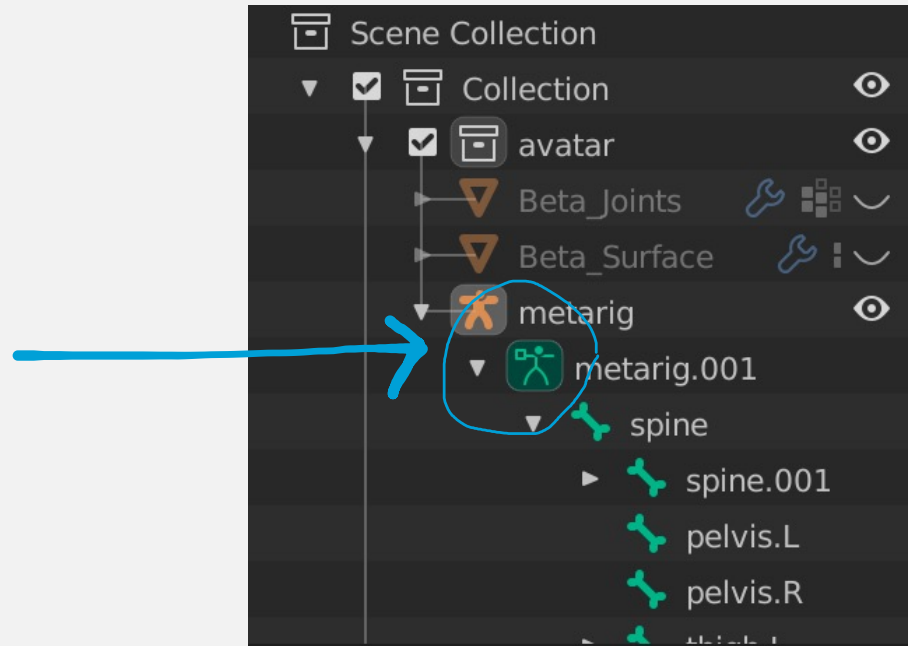 Scene Collection
Collection
avatar
Beta_Joints
Beta_Surface
metarig
metarig.001
spine
spine.001
pelvis.L
pelvis.R